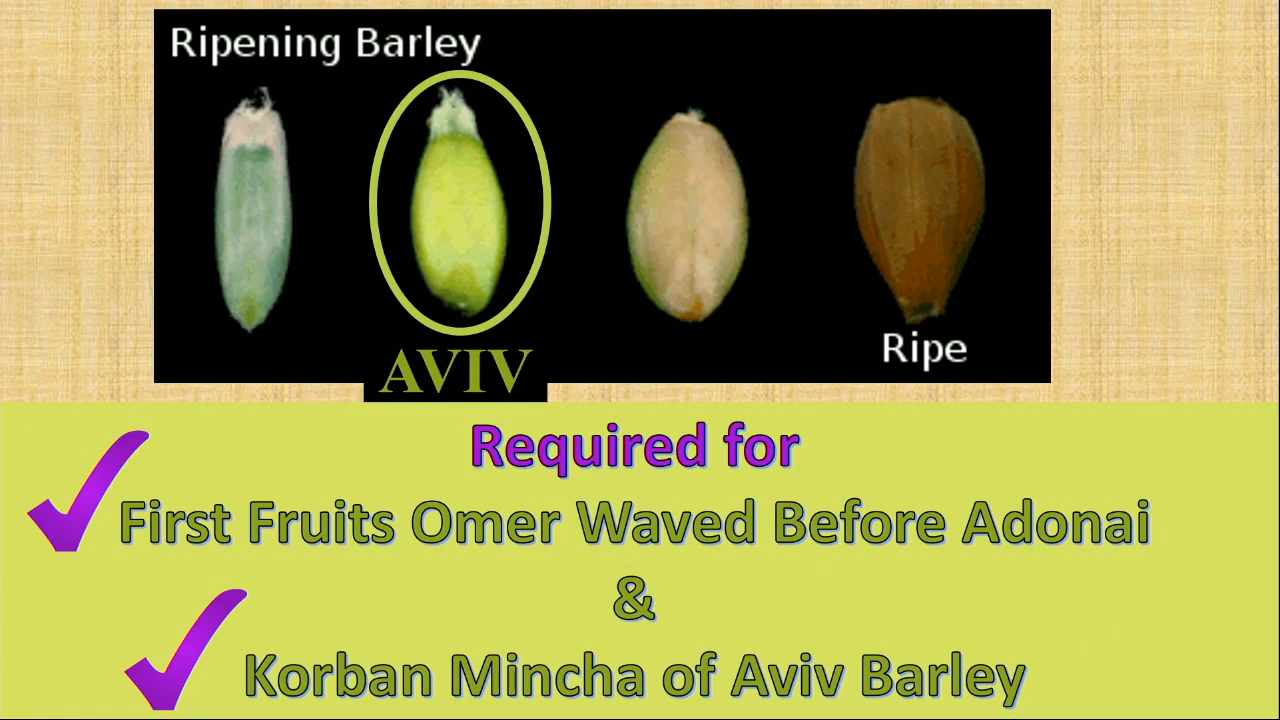 Ripening Barley
AVIV
Ripe
Required for
First Fruits Omer Waved Before Adonai
&
Korban Mincha of Aviv Barley